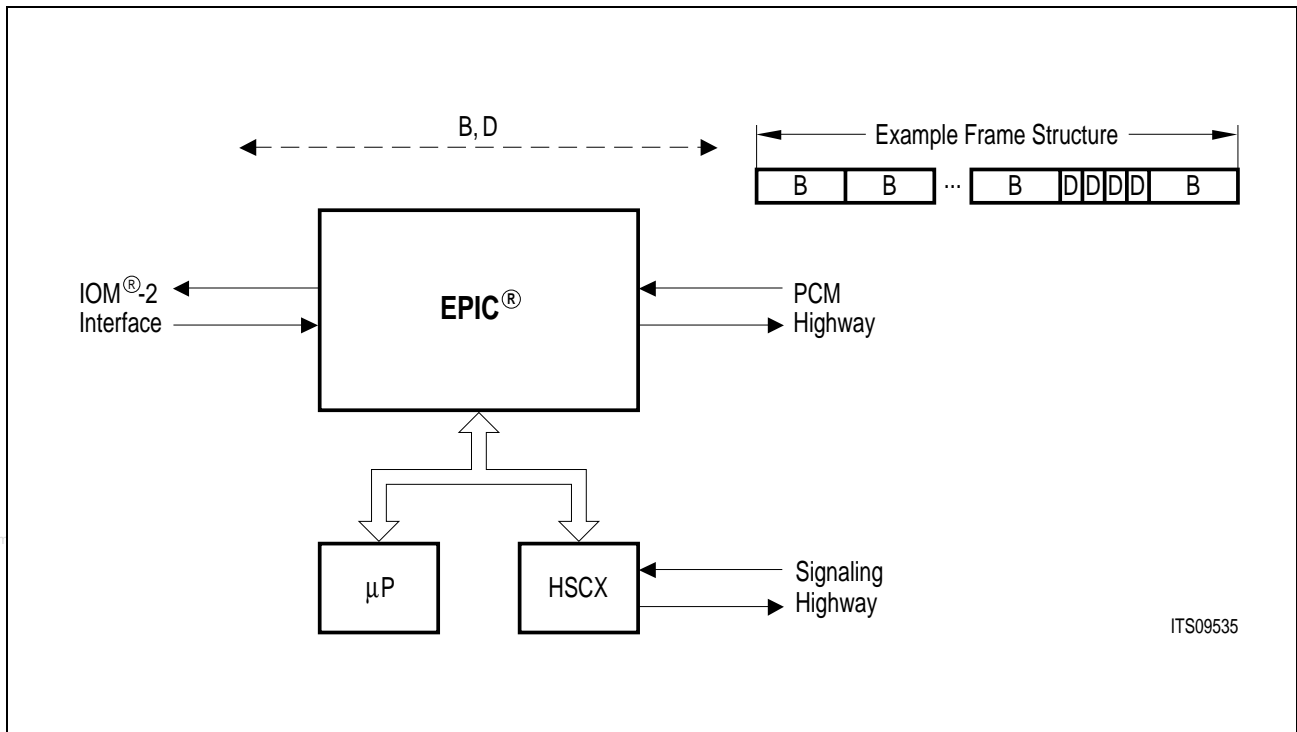 B, D
Example Frame Structure
B B ... B D D D D B
IOM®-2
Interface
EPIC®
PCM
Highway
µP
HSCX
Signaling
Highway
ITS09535